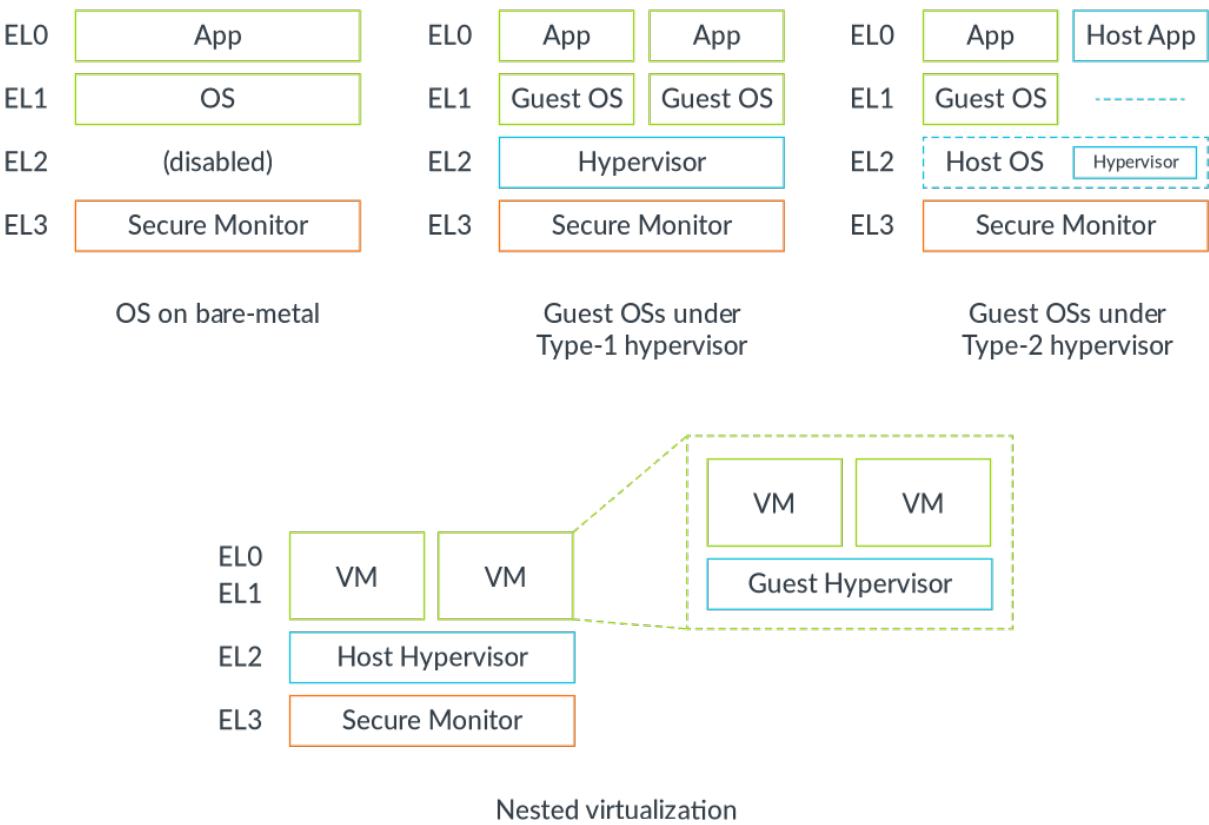 EL0 App
EL1 OS
EL2 (disabled)
EL3 Secure Monitor
OS on bare-metal
EL0 App App
EL1 Guest OS Guest OS
EL2 Hypervisor
EL3 Secure Monitor
Guest OSs under
Type-1 hypervisor
EL0 App Host App
EL1 Guest OS
EL2 Host OS Hypervisor
EL3 Secure Monitor
Guest OSs under
Type-2 hypervisor
EL0
EL1
VM VM
EL2 Host Hypervisor
EL3 Secure Monitor
VM VM
Guest Hypervisor
Nested virtualization